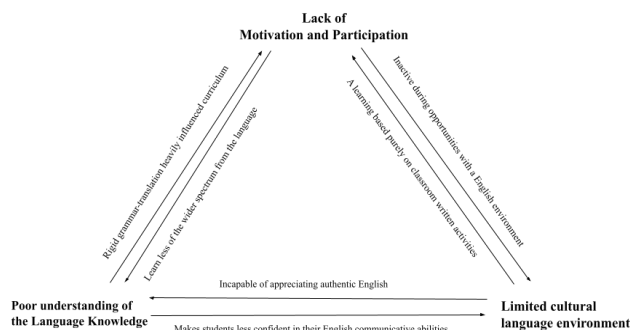 Lack of
Motivation and Participation
Rigid grammar-translation heavily influenced curriculum
Learn less of the wider spectrum from the language
Inactive during opportunities with a English environment
A learning based purely on classroom written activities
Incapable of appreciating authentic English
Poor understanding of
the Language Knowledge
Limited cultural
language environment
Makes students less confident in their English communicative abilities